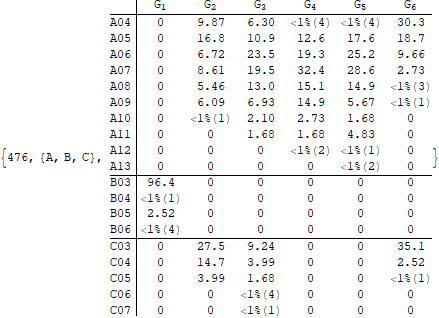 G1 G2 G3 G4 G5 G6
A04 0 9.87 6.30 <1%(4) <1%(4) 30.3
A05 0 16.8 10.9 12.6 17.6 18.7
A06 0 6.72 23.5 19.3 25.2 9.66
A07 0 8.61 19.5 32.4 28.6 2.73
A08 0 5.46 13.0 15.1 14.9 <1%(3)
A09 0 6.09 6.93 14.9 5.67 <1%(1)
A10 0 <1%(1) 2.10 2.73 1.68 0
A11 0 0 1.68 1.68 4.83 0
A12 0 0 0 <1%(2) <1%(1) 0
{476, {A, B, C}, A13 0 0 0 0 <1%(2) 0 }
B03 96.4 0 0 0 0 0
B04 <1%(1) 0 0 0 0 0
B05 2.52 0 0 0 0 0
B06 <1%(4) 0 0 0 0 0
C03 0 27.5 9.24 0 0 35.1
C04 0 14.7 3.99 0 0 2.52
C05 0 3.99 1.68 0 0 <1%(1)
C06 0 0 <1%(4) 0 0 0
C07 0 0 <1%(1) 0 0 0